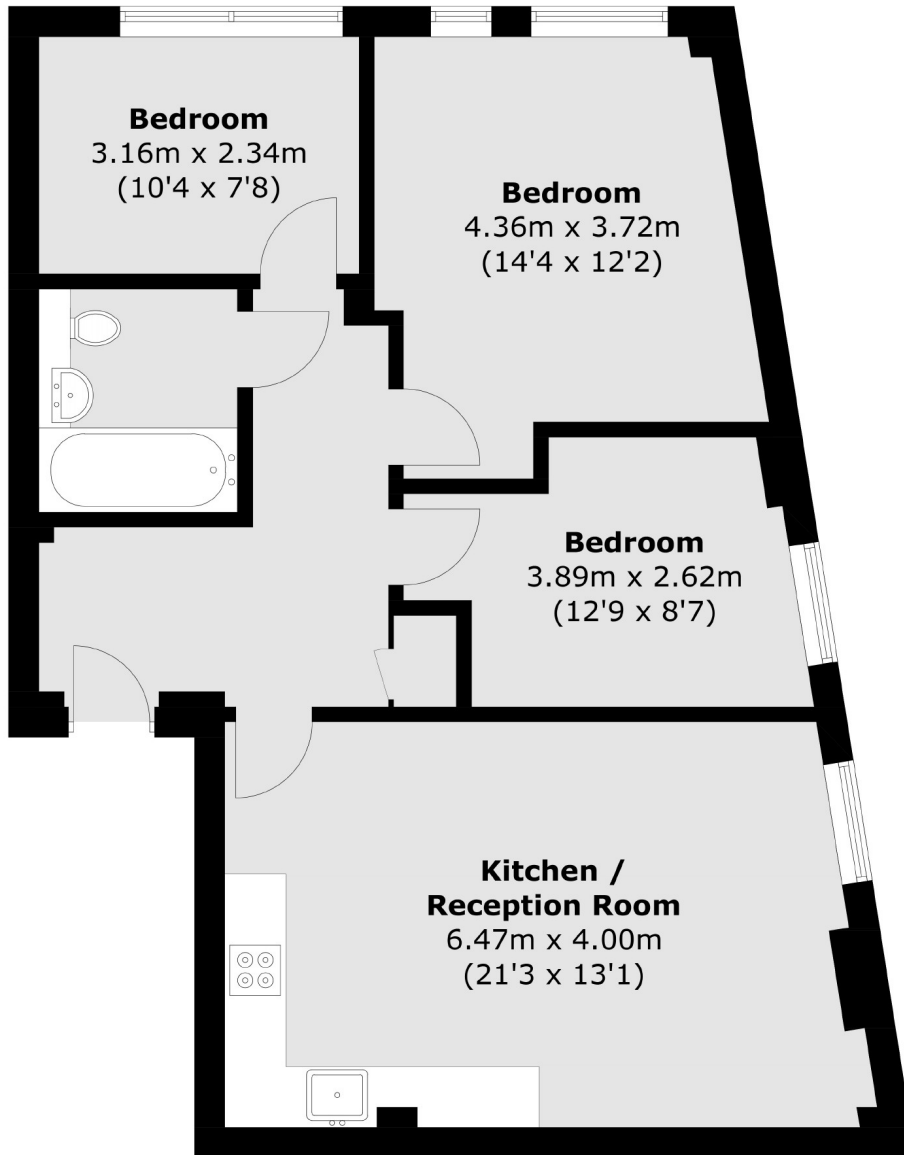 Bedroom
3.16m x 2.34m
(10'4 x 7'8)
Bedroom
4.36m x 3.72m
(14'4 x 12'2)
Bedroom
3.89m x 2.62m
(12'9 x 8'7)
Kitchen /
Reception Room
6.47m x 4.00m
(21'3 x 13'1)